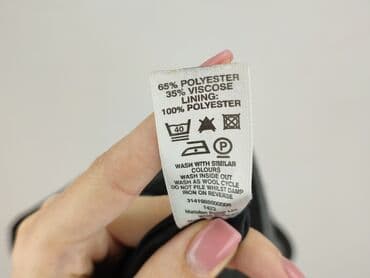 65% POLYESTER
35% VISCOSE
LINING:
100% POLYESTER
40
P
WASH WITH SIMILAR
COLOURS
WASH INSIDE OUT
WASH AS WOOL CYCLE
DO NOT PILE WHILST DAMP
IRON ON REVERSE